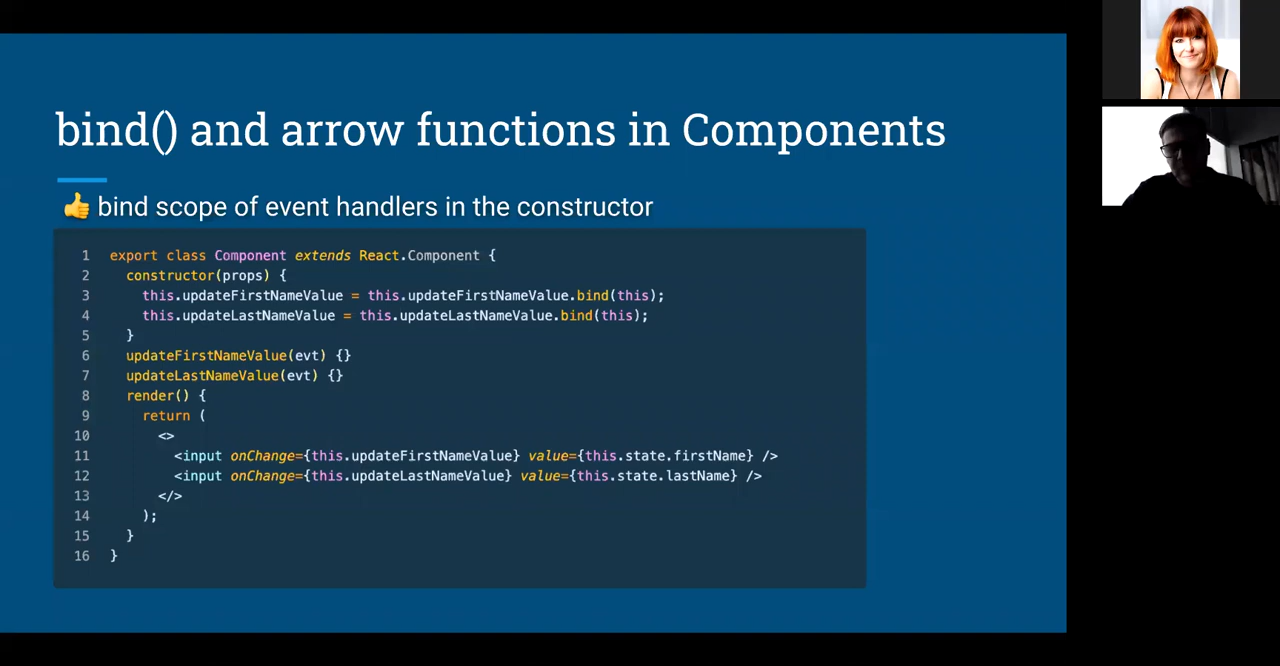 bind() and arrow functions in Components
👍 bind scope of event handlers in the constructor
1 export class Component extends React.Component {
2 constructor(props) {
3 this.updateFirstNameValue = this.updateFirstNameValue.bind(this);
4 this.updateLastNameValue = this.updateLastNameValue.bind(this);
5 }
6 updateFirstNameValue(evt) {}
7 updateLastNameValue(evt) {}
8 render() {
9 return (
10 <>
11 <input onChange={this.updateFirstNameValue} value={this.state.firstName} />
12 <input onChange={this.updateLastNameValue} value={this.state.lastName} />
13 </>
14 );
15 }
16 }